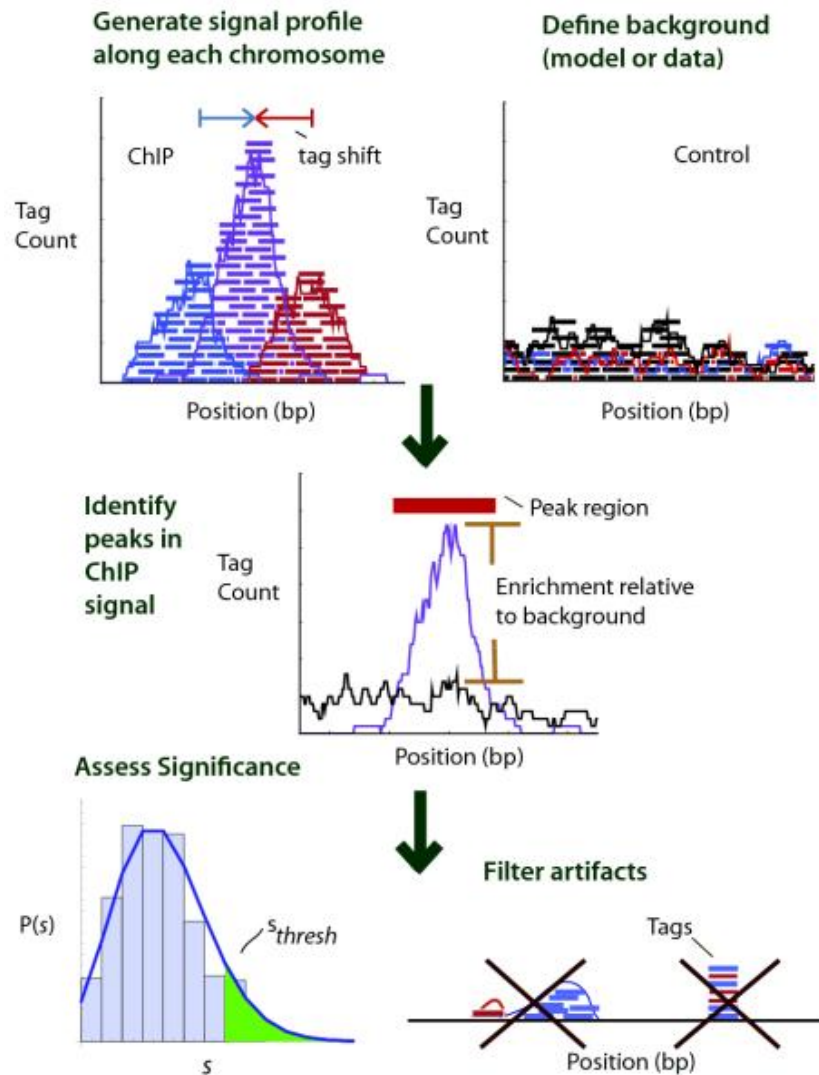 Generate signal profile
along each chromosome
Define background
(model or data)
ChIP
tag shift
Tag
Count
Position (bp)
Control
Tag
Count
Position (bp)
Identify
peaks in
ChIP
signal
Peak region
Tag
Count
Enrichment relative
to background
Position (bp)
Assess Significance
P(s)
s thresh
s
Filter artifacts
Tags
Position (bp)